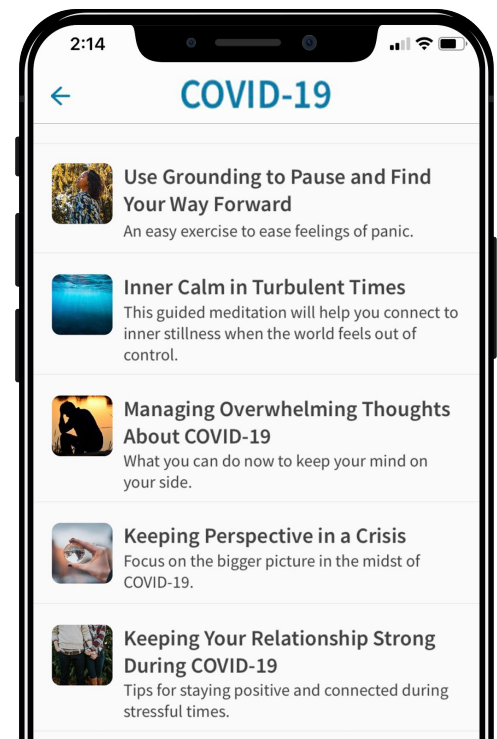 2:14
COVID-19
Use Grounding to Pause and Find
Your Way Forward
An easy exercise to ease feelings of panic.
Inner Calm in Turbulent Times
This guided meditation will help you connect to
inner stillness when the world feels out of
control.
Managing Overwhelming Thoughts
About COVID-19
What you can do now to keep your mind on
your side.
Keeping Perspective in a Crisis
Focus on the bigger picture in the midst of
COVID-19.
Keeping Your Relationship Strong
During COVID-19
Tips for staying positive and connected during
stressful times.